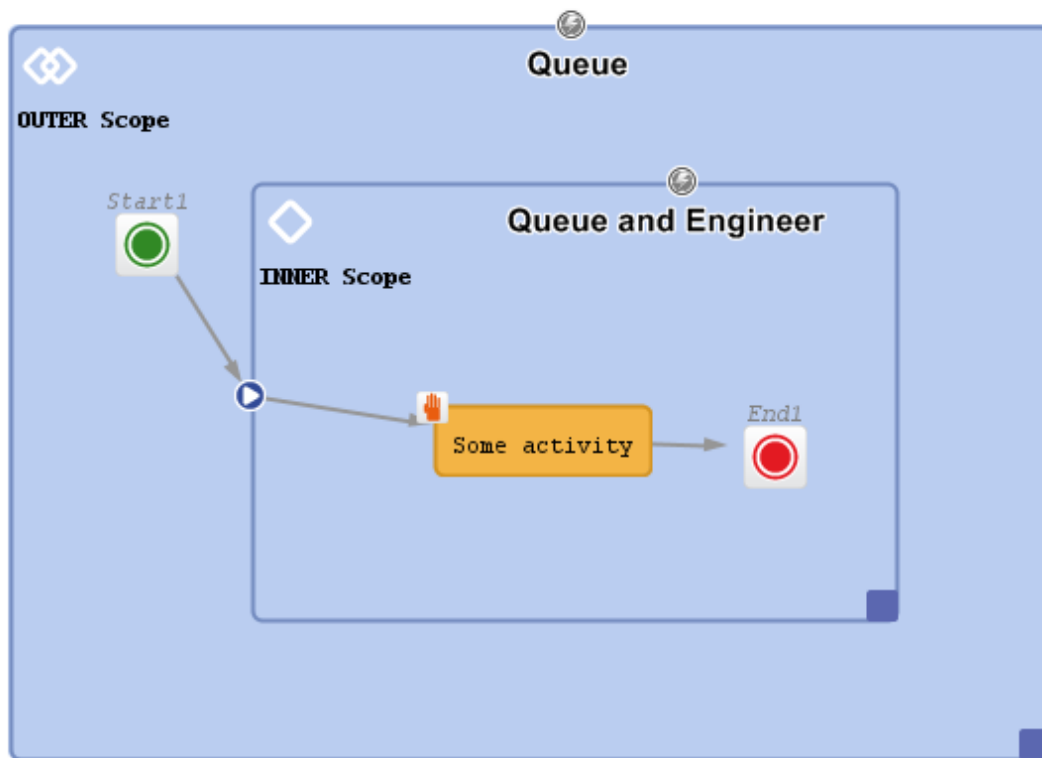 Queue
OUTER Scope
Start1
Queue and Engineer
INNER Scope
Some activity
End1